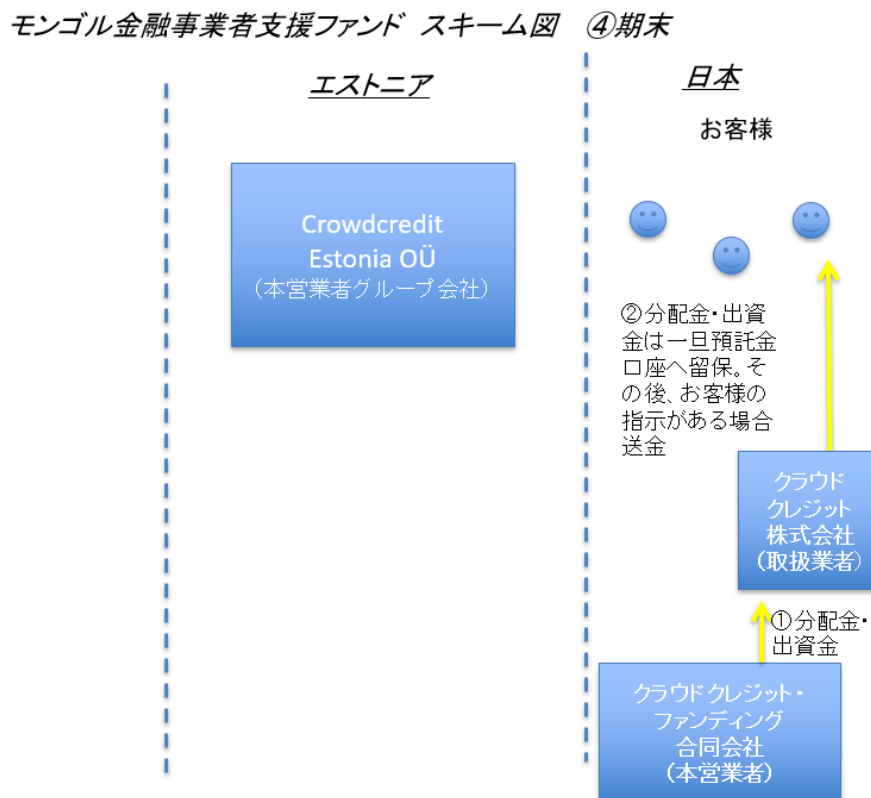 モンゴル金融事業者支援ファンド スキーム図 ④期末
エストニア
日本
お客様
Crowdcredit
Estonia OÜ
(本営業者グループ会社)
②分配金・出資
金は一旦預託金
口座へ留保。そ
の後、お客様の
指示がある場合
送金
クラウド
クレジット
株式会社
(取扱業者)
①分配金・
出資金
クラウドクレジット・
ファンディング
合同会社
(本営業者)